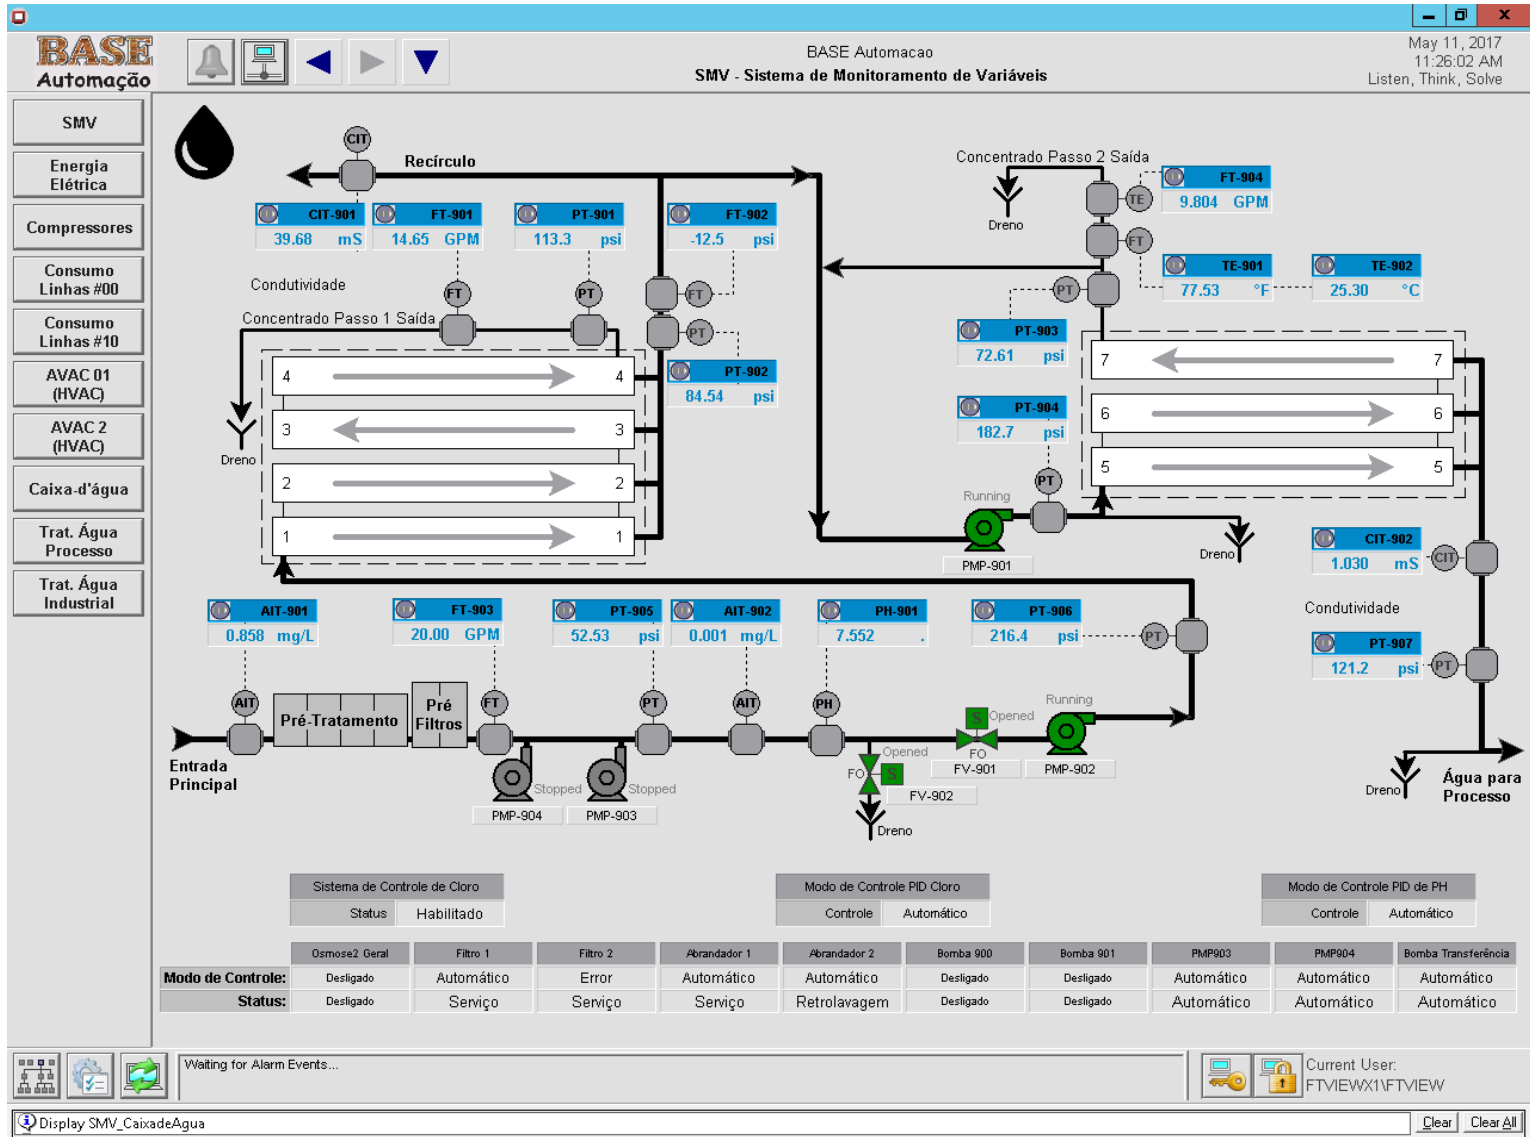 BASE
Automação
BASE Automacao
SMV - Sistema de Monitoramento de Variáveis
May 11, 2017
11:26:02 AM
Listen, Think, Solve
SMV
Energia
Elétrica
Compressores
Consumo
Linhas #00
Consumo
Linhas #10
AVAC 01
(HVAC)
AVAC 2
(HVAC)
Caixa-d'água
Trat. Água
Processo
Trat. Água
Industrial
CIT
Recírculo
CIT-901
39.68 mS
FT-901
14.65 GPM
PT-901
113.3 psi
FT-902
-12.5 psi
Condutividade
FT
PT
FT
Concentrado Passo 1 Saída
PT
PT-902
84.54 psi
4 4
3 3
2 2
1 1
Dreno
Concentrado Passo 2 Saída
FT-904
9.804 GPM
TE
Dreno
FT
TE-901
77.53 °F
TE-902
25.30 °C
PT
PT-903
72.61 psi
PT-904
182.7 psi
7 7
6 6
5 5
PT
Running
PMP-901
Dreno
CIT-902
1.030 mS
CIT
Condutividade
PT-907
121.2 psi
PT
AIT-901
0.858 mg/L
FT-903
20.00 GPM
PT-905
52.53 psi
AIT-902
0.001 mg/L
PH-901
7.552 .
PT-906
216.4 psi
PT
AIT
Pré-Tratamento
Pré
Filtros
FT
PT
AIT
PH
S
Opened
Running
Entrada
Principal
Stopped
Stopped
PMP-904
PMP-903
Opened
FO
S
FO
FV-901
PMP-902
FV-902
Dreno
Dreno
Água para
Processo
Sistema de Controle de Cloro
Status Habilitado
Modo de Controle PID Cloro
Controle Automático
Modo de Controle PID de PH
Controle Automático
Osmose2 Geral Filtro 1 Filtro 2 Abrandador 1 Abrandador 2 Bomba 900 Bomba 901 PMP903 PMP904 Bomba Transferência
Modo de Controle: Desligado Automático Error Automático Automático Desligado Desligado Automático Automático Automático
Status: Desligado Serviço Serviço Serviço Retrolavagem Desligado Desligado Automático Automático Automático
Waiting for Alarm Events...
Current User:
FTVIEWX1\FTVIEW
Display SMV_CaixadeAgua
Clear Clear All